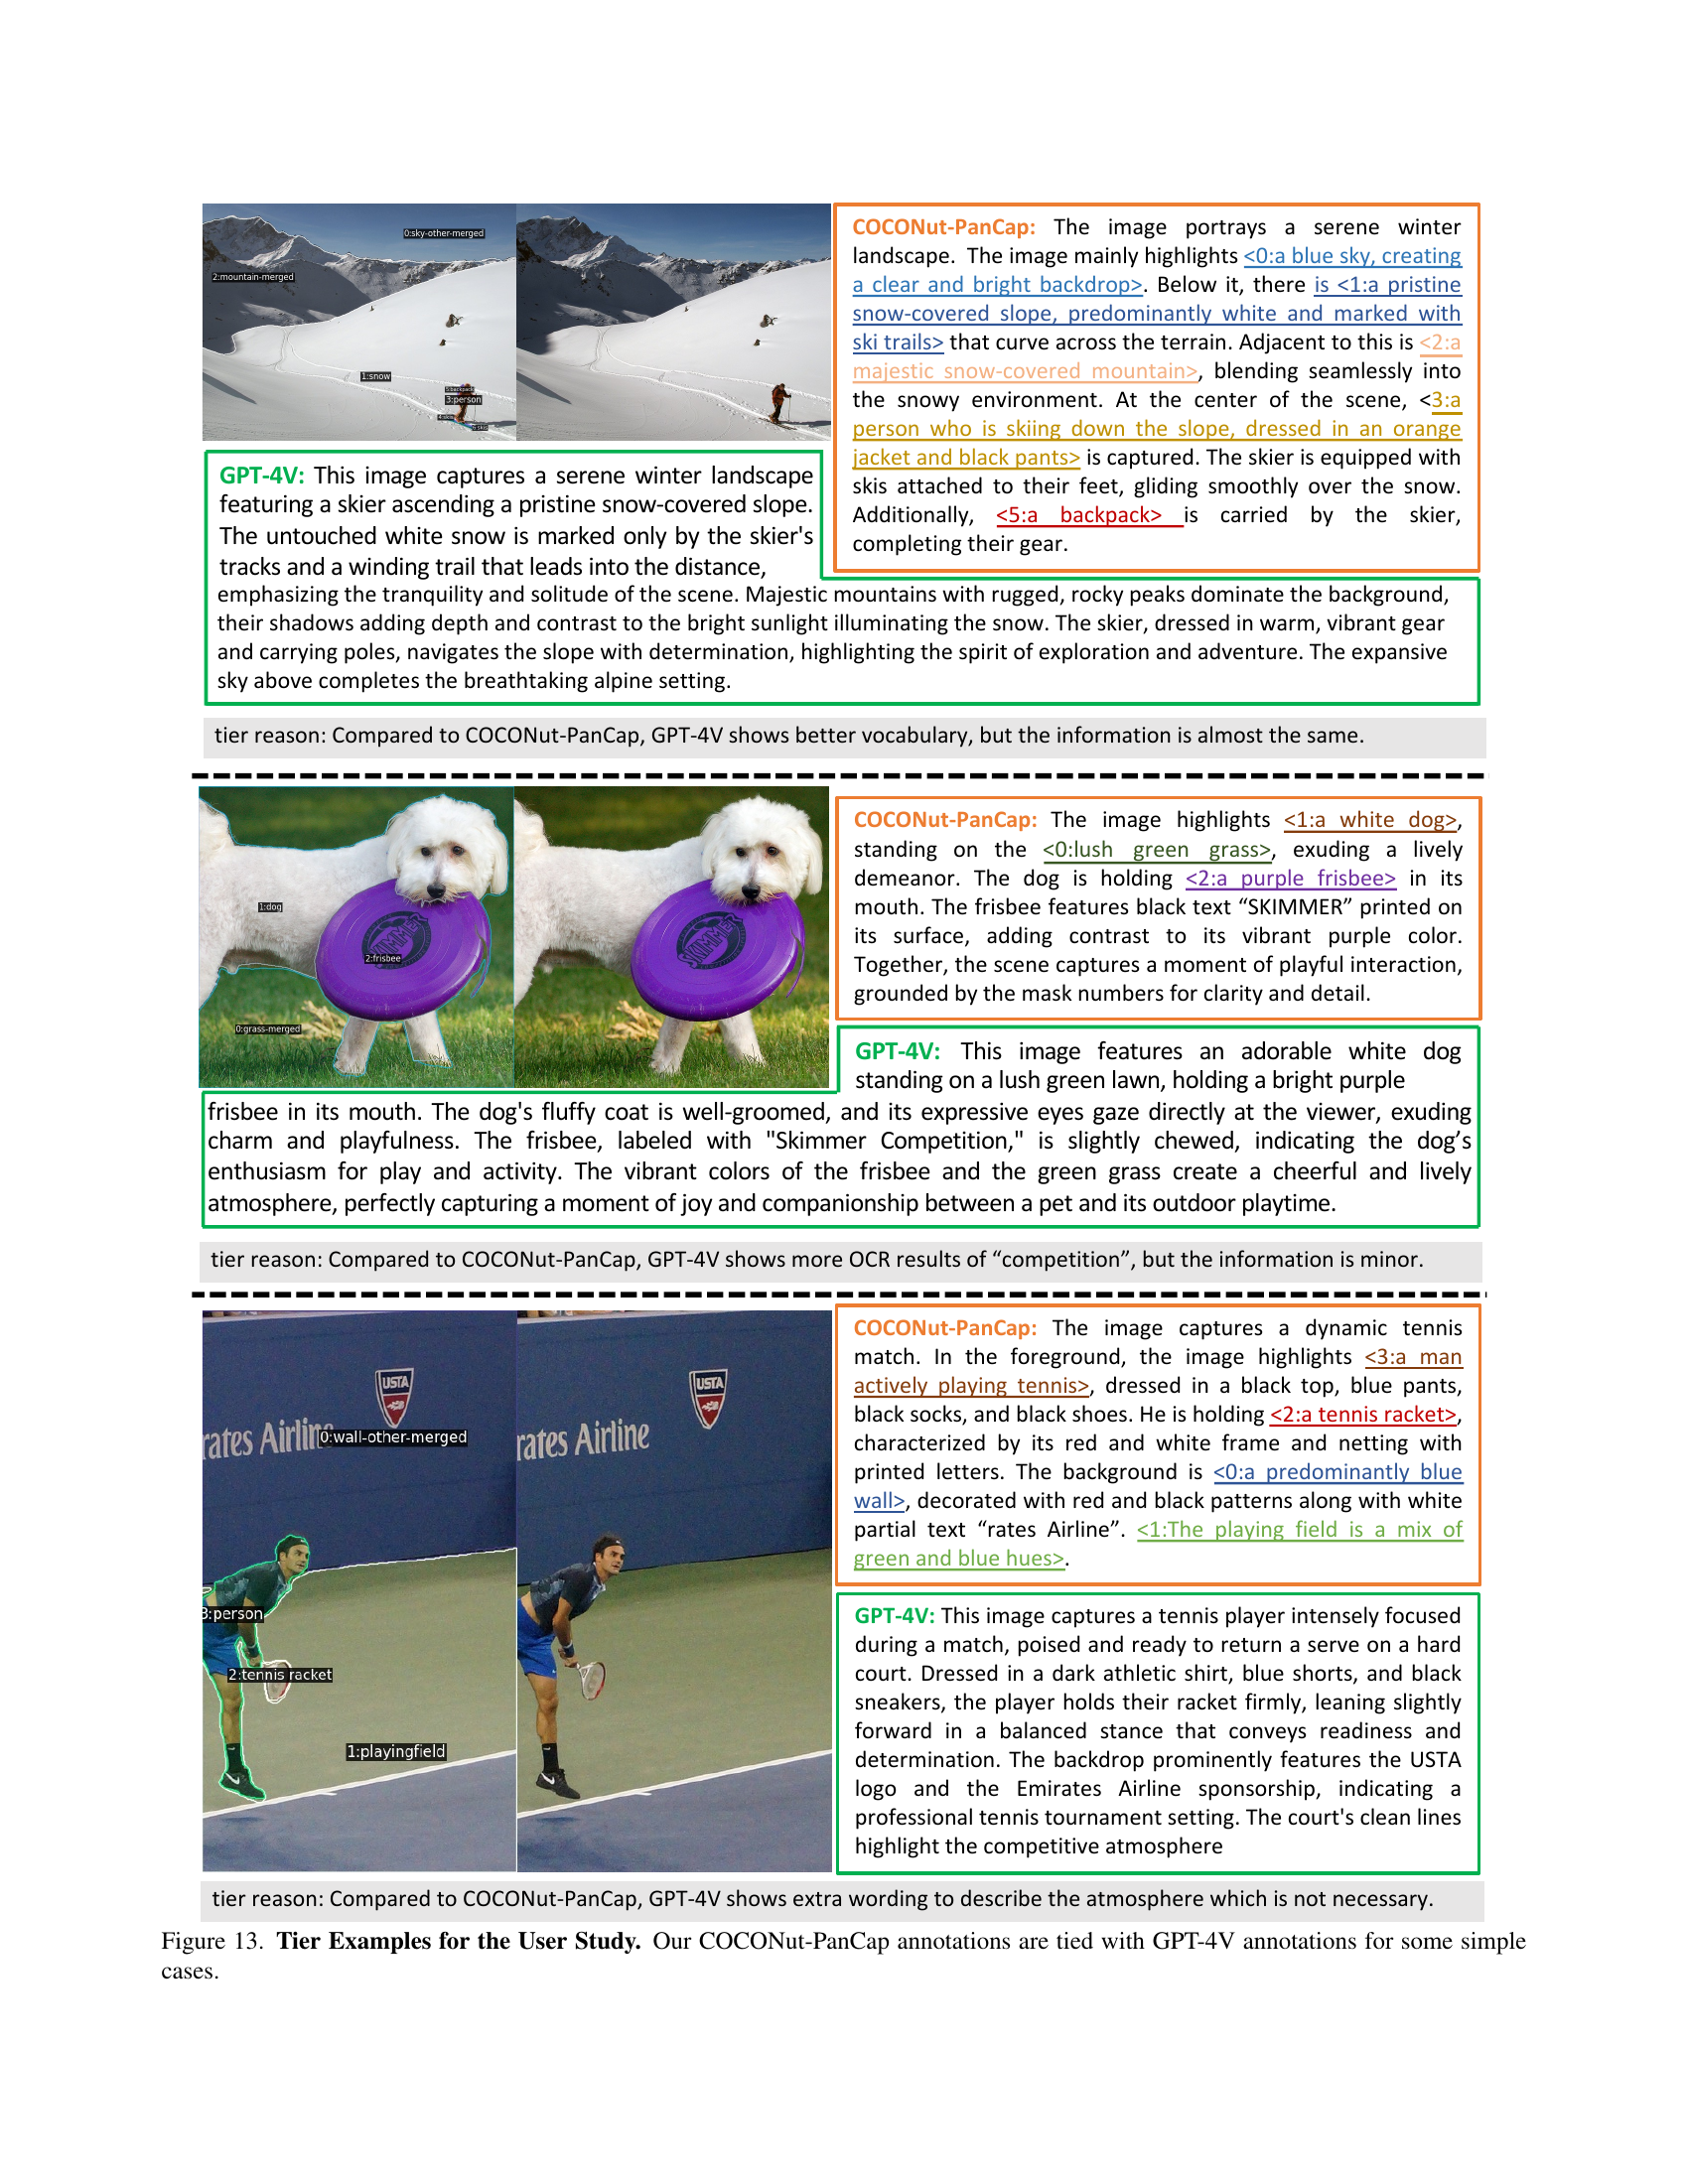 0:sky-other-merged
2:mountain-merged
1:snow
5:backpack
3:person
COCONut-PanCap: The image portrays a serene winter
landscape. The image mainly highlights <0:a blue sky, creating
a clear and bright backdrop>. Below it, there is <1:a pristine
snow-covered slope, predominantly white and marked with
ski trails> that curve across the terrain. Adjacent to this is <2:a
majestic snow-covered mountain>, blending seamlessly into
the snowy environment. At the center of the scene, <3:a
person who is skiing down the slope, dressed in an orange
jacket and black pants> is captured. The skier is equipped with
skis attached to their feet, gliding smoothly over the snow.
Additionally, <5:a backpack> is carried by the skier,
completing their gear.
GPT-4V: This image captures a serene winter landscape
featuring a skier ascending a pristine snow-covered slope.
The untouched white snow is marked only by the skier's
tracks and a winding trail that leads into the distance,
emphasizing the tranquility and solitude of the scene. Majestic mountains with rugged, rocky peaks dominate the background,
their shadows adding depth and contrast to the bright sunlight illuminating the snow. The skier, dressed in warm, vibrant gear
and carrying poles, navigates the slope with determination, highlighting the spirit of exploration and adventure. The expansive
sky above completes the breathtaking alpine setting.
tier reason: Compared to COCONut-PanCap, GPT-4V shows better vocabulary, but the information is almost the same.
1:dog
2:frisbee
0:grass-merged
SKIMMER
SKIMMER
COCONut-PanCap: The image highlights <1:a white dog>,
standing on the <0:lush green grass>, exuding a lively
demeanor. The dog is holding <2:a purple frisbee> in its
mouth. The frisbee features black text “SKIMMER” printed on
its surface, adding contrast to its vibrant purple color.
Together, the scene captures a moment of playful interaction,
grounded by the mask numbers for clarity and detail.
GPT-4V: This image features an adorable white dog
standing on a lush green lawn, holding a bright purple
frisbee in its mouth. The dog's fluffy coat is well-groomed, and its expressive eyes gaze directly at the viewer, exuding
charm and playfulness. The frisbee, labeled with "Skimmer Competition," is slightly chewed, indicating the dog’s
enthusiasm for play and activity. The vibrant colors of the frisbee and the green grass create a cheerful and lively
atmosphere, perfectly capturing a moment of joy and companionship between a pet and its outdoor playtime.
tier reason: Compared to COCONut-PanCap, GPT-4V shows more OCR results of “competition”, but the information is minor.
USTA
rates Airline
0:wall-other-merged
3:person
2:tennis racket
1:playingfield
USTA
rates Airline
COCONut-PanCap: The image captures a dynamic tennis
match. In the foreground, the image highlights <3:a man
actively playing tennis>, dressed in a black top, blue pants,
black socks, and black shoes. He is holding <2:a tennis racket>,
characterized by its red and white frame and netting with
printed letters. The background is <0:a predominantly blue
wall>, decorated with red and black patterns along with white
partial text “rates Airline”. <1:The playing field is a mix of
green and blue hues>.
GPT-4V: This image captures a tennis player intensely focused
during a match, poised and ready to return a serve on a hard
court. Dressed in a dark athletic shirt, blue shorts, and black
sneakers, the player holds their racket firmly, leaning slightly
forward in a balanced stance that conveys readiness and
determination. The backdrop prominently features the USTA
logo and the Emirates Airline sponsorship, indicating a
professional tennis tournament setting. The court's clean lines
highlight the competitive atmosphere
tier reason: Compared to COCONut-PanCap, GPT-4V shows extra wording to describe the atmosphere which is not necessary.
Figure 13. Tier Examples for the User Study. Our COCONut-PanCap annotations are tied with GPT-4V annotations for some simple
cases.